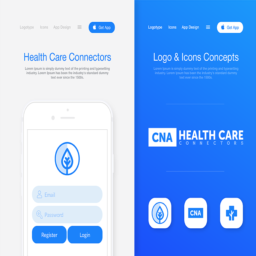 Logotype Icons App Design Get App
Health Care Connectors
Lorem Ipsum is simply dummy text of the printing and typesetting
industry. Lorem Ipsum has been the industry's standard dummy
text ever since the 1500s.
Email
Password
Register Login
Logotype Icons App Design Get App
Logo & Icons Concepts
Lorem Ipsum is simply dummy text of the printing and typesetting
industry. Lorem Ipsum has been the industry's standard dummy
text ever since the 1500s.
CNA HEALTH CARE
CONNECTORS
CNA